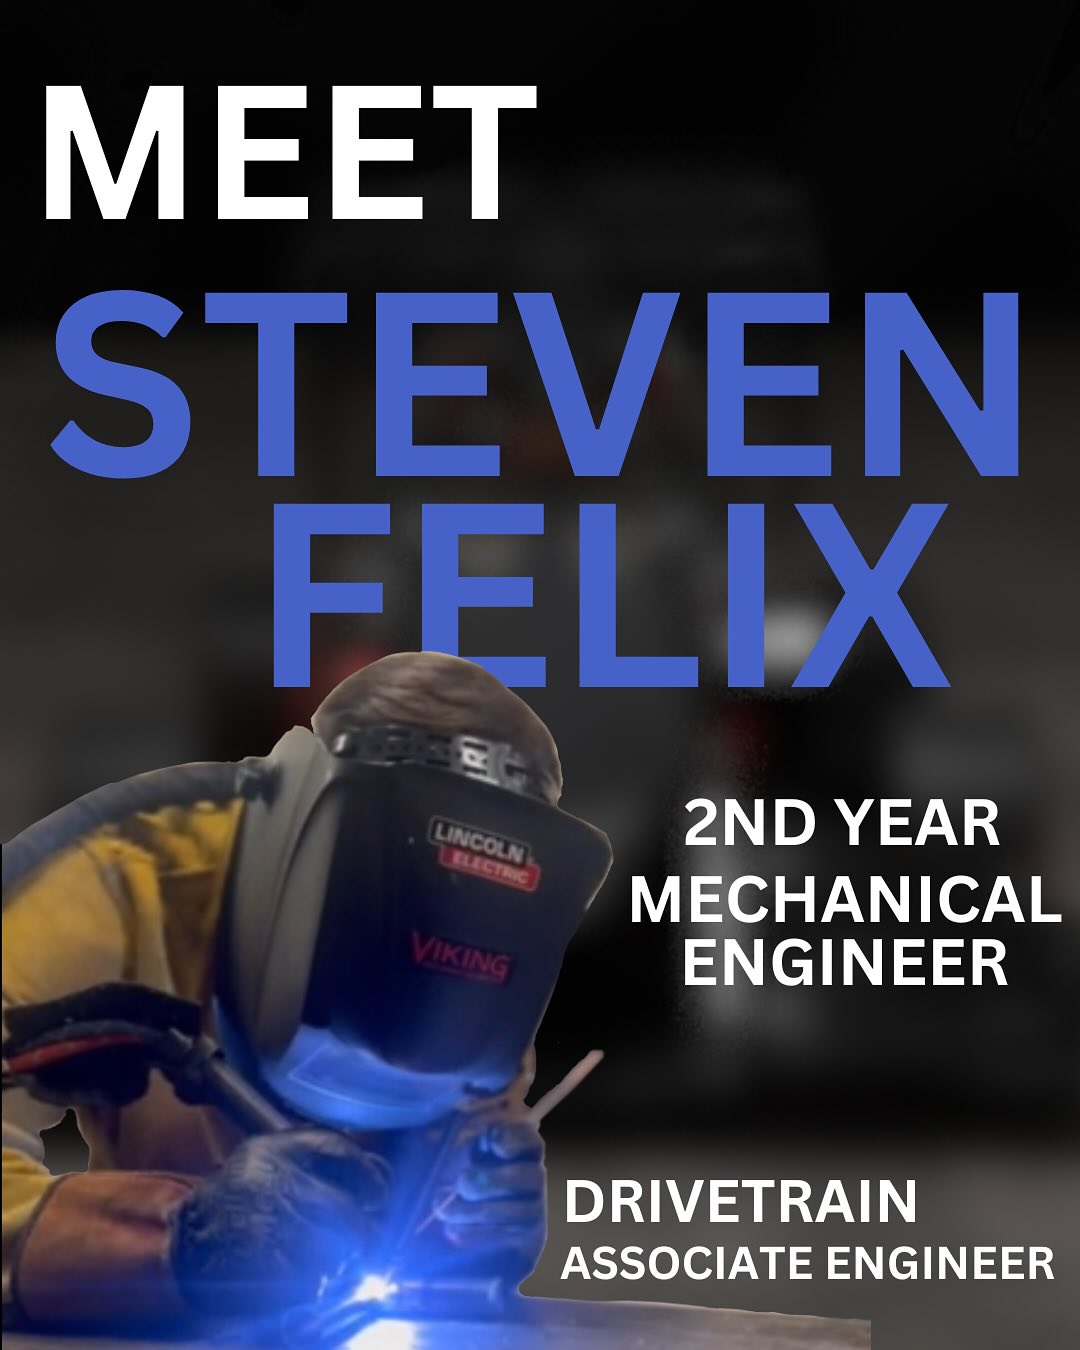 MEET
STEVEN
FELIX
LINCOLN
ELECTRIC
VIKING
2ND YEAR
MECHANICAL
ENGINEER
DRIVETRAIN
ASSOCIATE ENGINEER